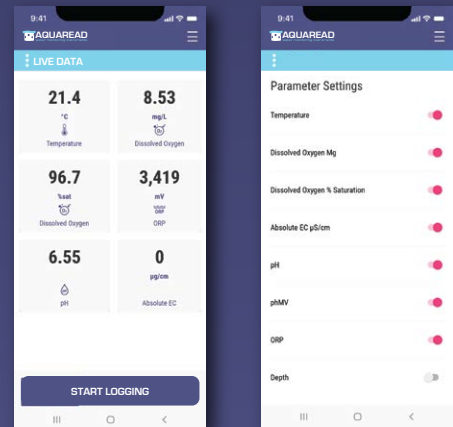 9:41
AQUAREAD
LIVE DATA
21.4
°C
Temperature
8.53
mg/L
Dissolved Oxygen
96.7
%sat
Dissolved Oxygen
3,419
mV
ORP
ORP
6.55
pH
0
µg/cm
Absolute EC
START LOGGING
9:41
AQUAREAD
Parameter Settings
Temperature
Dissolved Oxygen Mg
Dissolved Oxygen % Saturation
Absolute EC µS/cm
pH
phMV
ORP
Depth